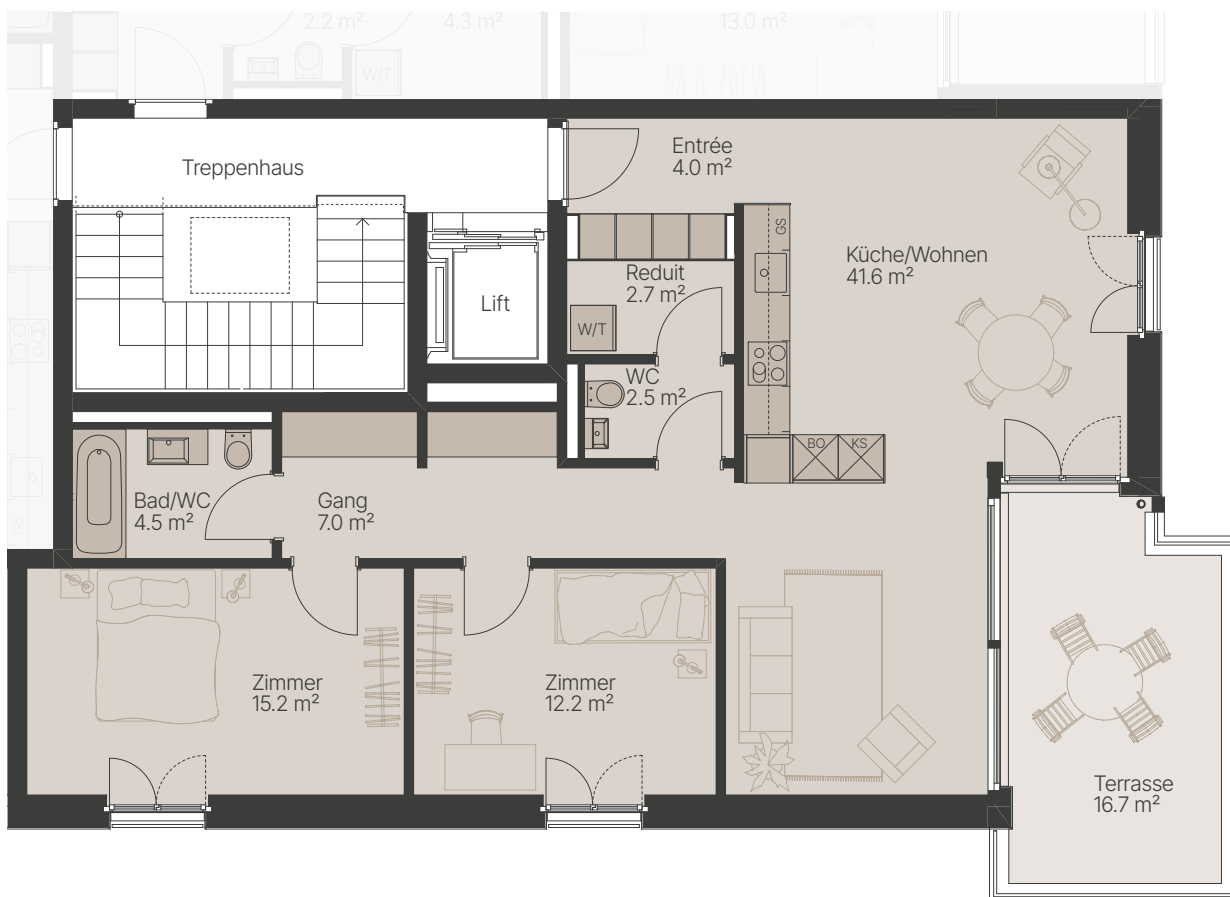 2.2 m²
4.3 m²
13.0 m²
W/T
Treppenhaus
Entrée
4.0 m²
GS
Küche/Wohnen
41.6 m²
Reduit
2.7 m²
Lift
W/T
WC
2.5 m²
BO
KS
Bad/WC
4.5 m²
Gang
7.0 m²
GS
Zimmer
15.2 m²
Zimmer
12.2 m²
Terrasse
16.7 m²